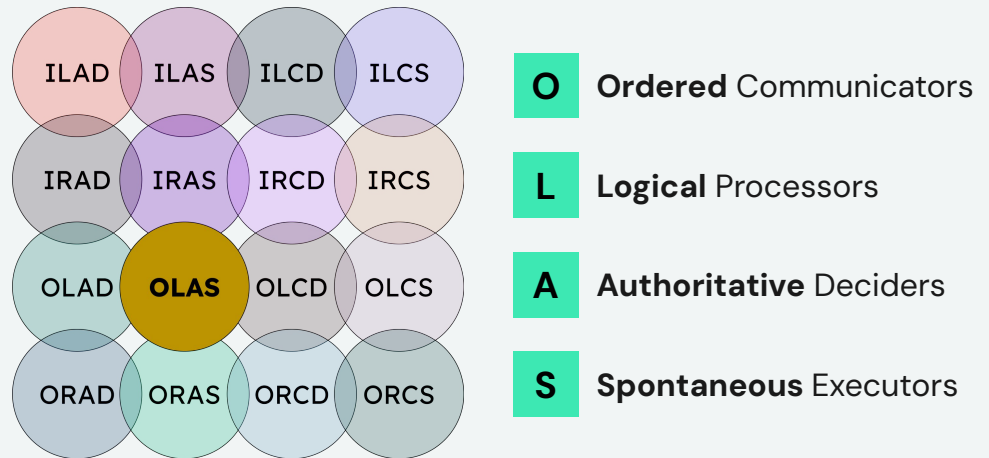 ILAD ILAS ILCD ILCS
IRAD IRAS IRCD IRCS
OLAD OLAS OLCD OLCS
ORAD ORAS ORCD ORCS
O Ordered Communicators
L Logical Processors
A Authoritative Deciders
S Spontaneous Executors